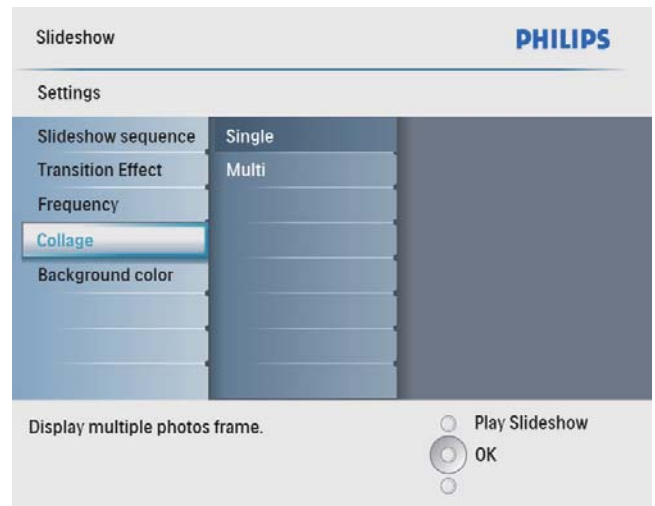 Slideshow
PHILIPS
Settings
Slideshow sequence
Single
Transition Effect
Multi
Frequency
Collage
Background color
Display multiple photos frame.
Play Slideshow
OK